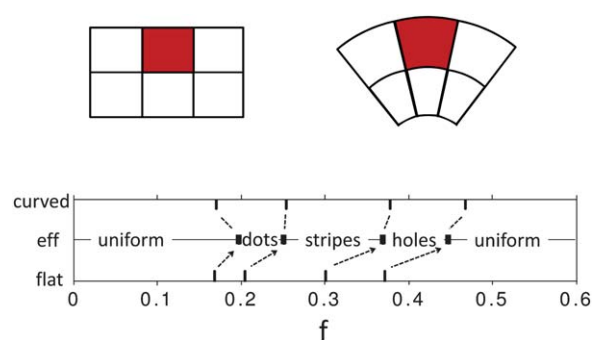 curved
eff uniform dots stripes holes uniform
flat
0 0.1 0.2 0.3 0.4 0.5 0.6
f